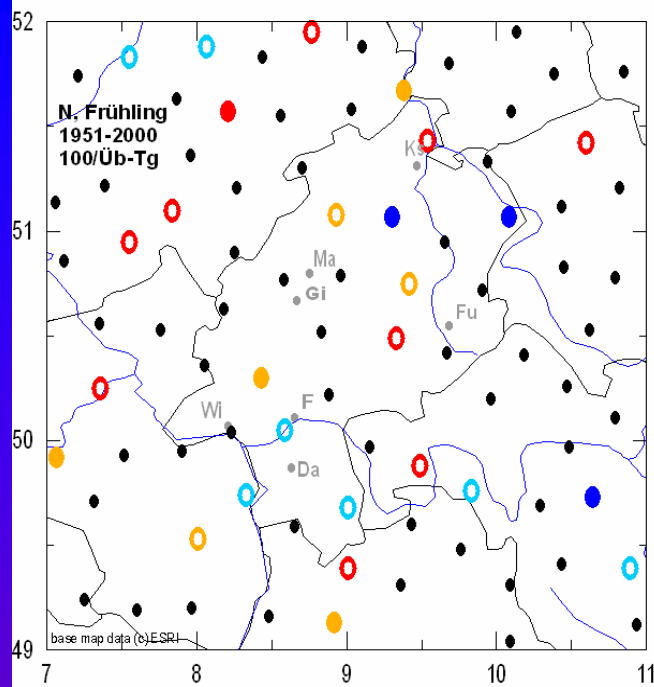 52
N, Frühling
1951-2000
100/Üb-Tg
Ks
51
Ma
Gi
Fu
Wi
F
50
Da
base map data (c) ESRI
49
7 8 9 10 11